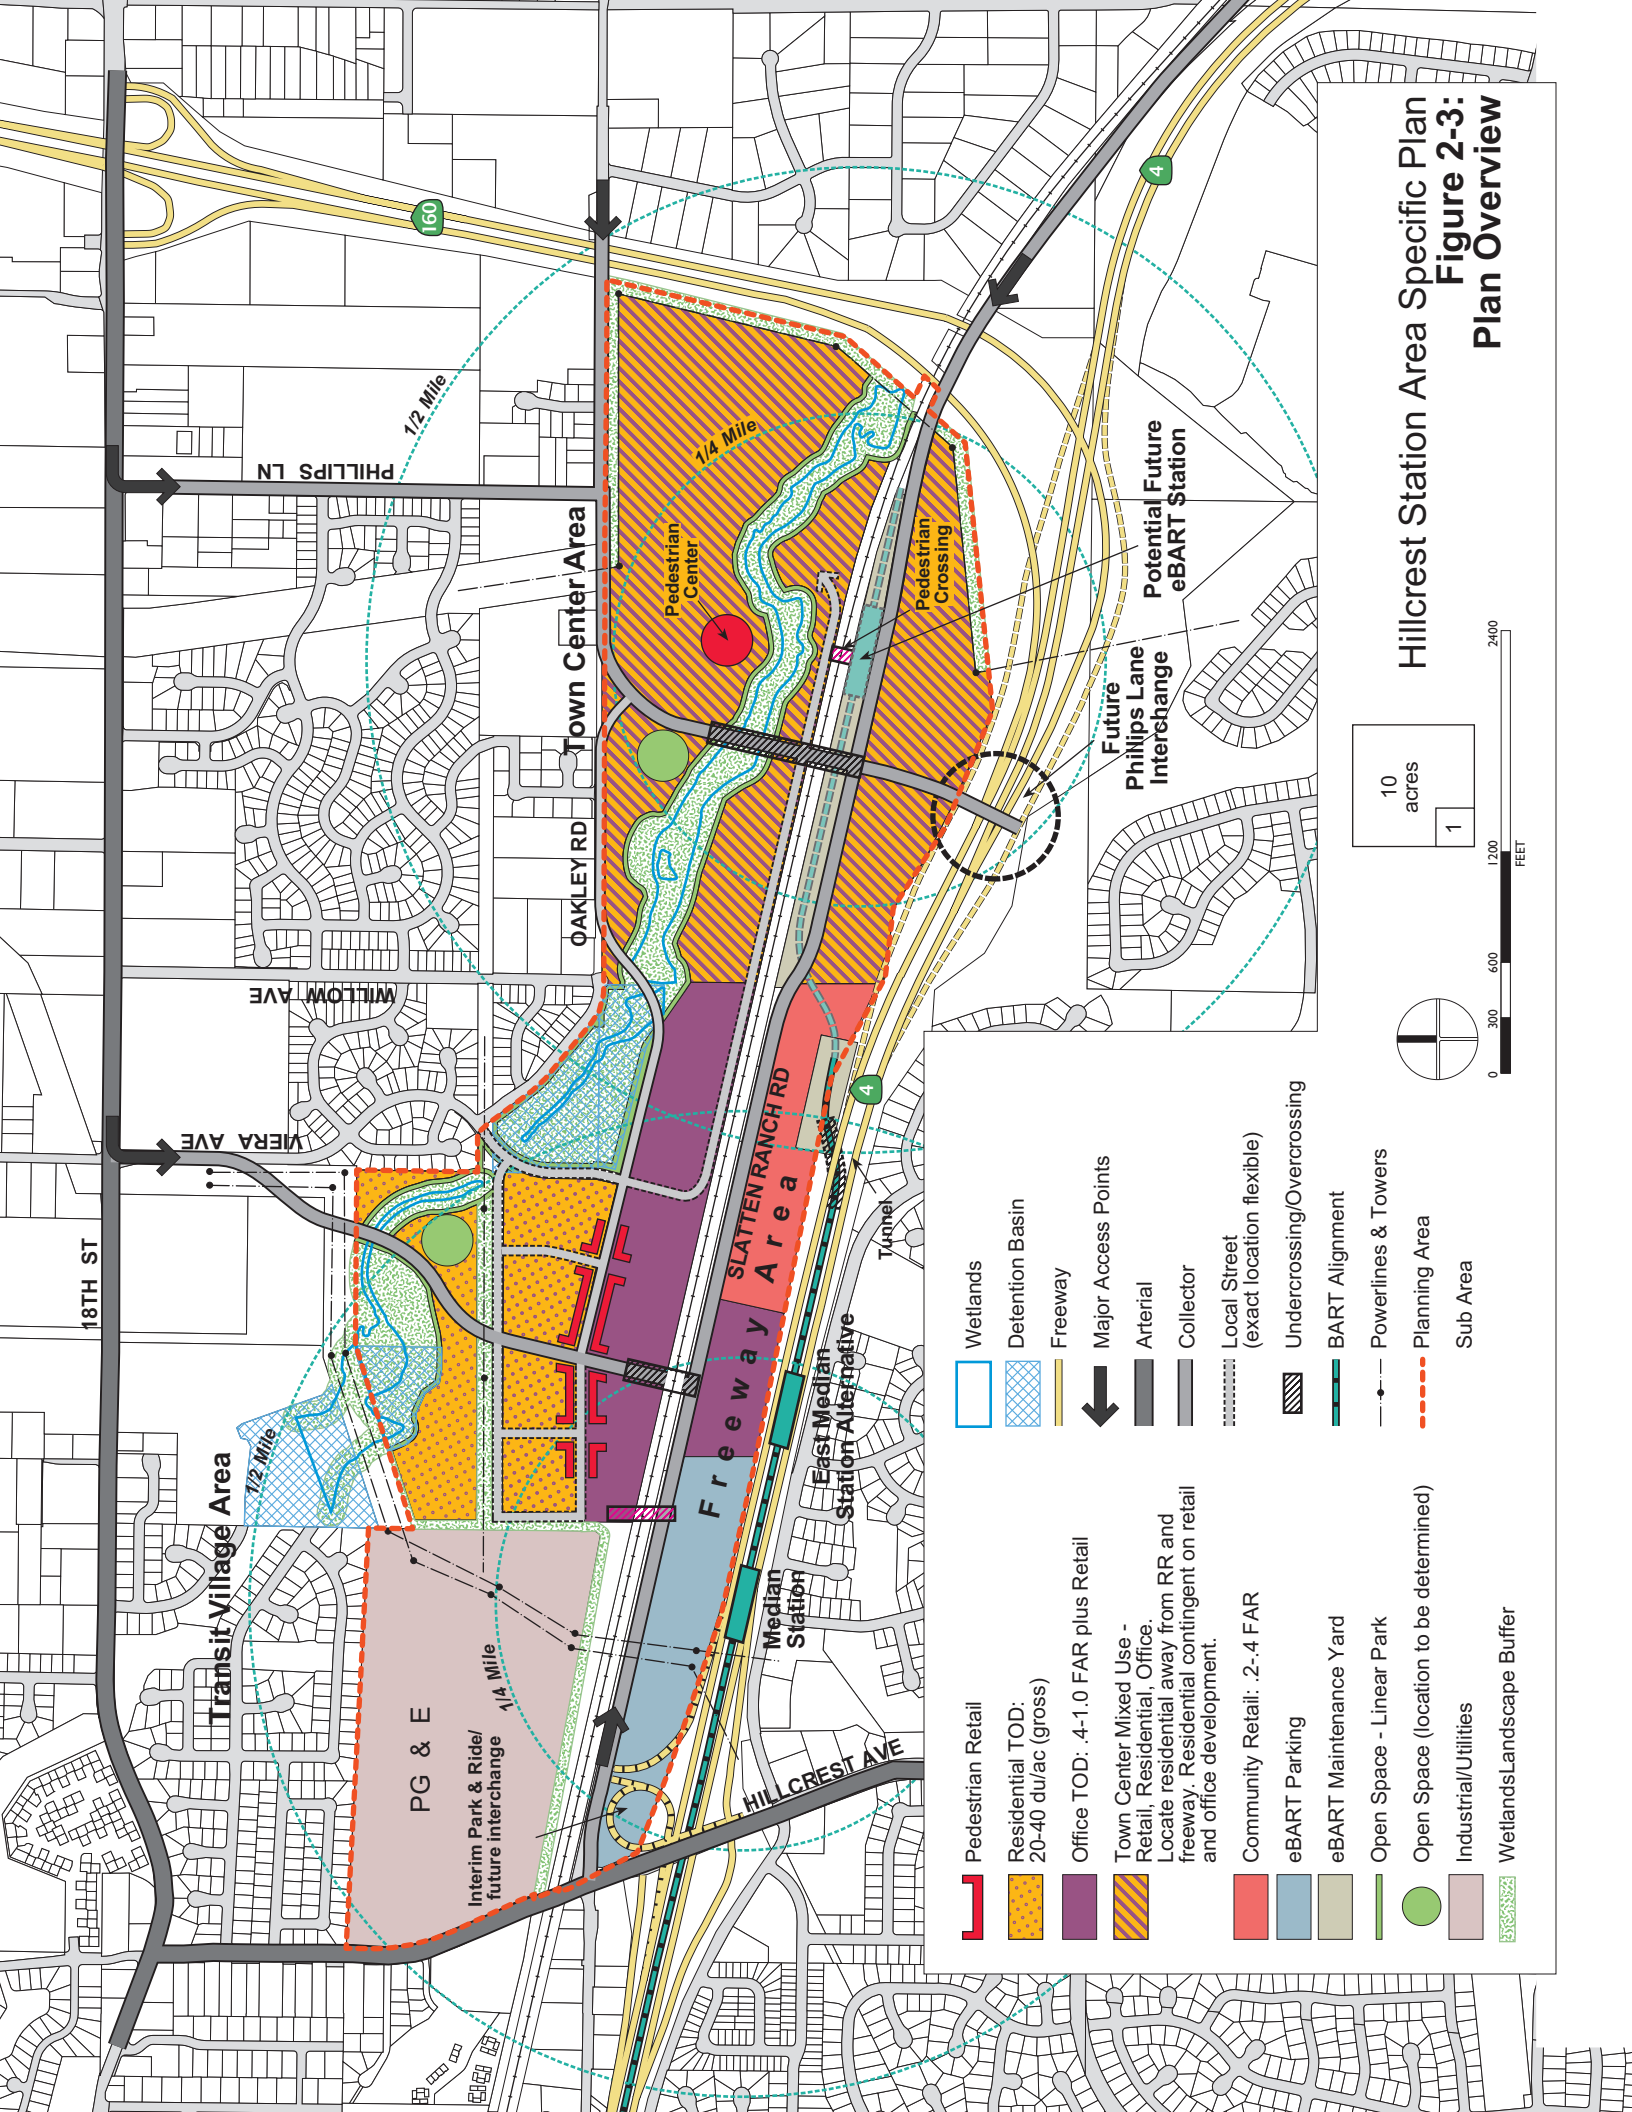 Hillcrest Station Area Specific Plan
Figure 2-3:
Plan Overview
18TH ST
PHILLIPS LN
VIERA AVE
WILLOW AVE
OAKLEY RD
160
4
4
1/2 Mile
1/2 Mile
1/4 Mile
1/4 Mile
Transit Village Area
Town Center Area
Freeway Area
SLATTEN RANCH RD
HILLCREST AVE
PG & E
Interim Park & Ride/
future interchange
Pedestrian
Center
Pedestrian
Crossing
Potential Future
eBART Station
Future
Phillips Lane
Interchange
Median
Station
East Median
Station Alternative
Tunnel
Pedestrian Retail
Residential TOD:
20-40 du/ac (gross)
Office TOD: .4-1.0 FAR plus Retail
Town Center Mixed Use -
Retail, Residential, Office.
Locate residential away from RR and
freeway. Residential contingent on retail
and office development.
Community Retail: .2-.4 FAR
eBART Parking
eBART Maintenance Yard
Open Space - Linear Park
Open Space (location to be determined)
Industrial/Utilities
WetlandsLandscape Buffer
Wetlands
Detention Basin
Freeway
Major Access Points
Arterial
Collector
Local Street
(exact location flexible)
Undercrossing/Overcrossing
BART Alignment
Powerlines & Towers
Planning Area
Sub Area
10
acres
1
0 300 600 1200 2400
FEET